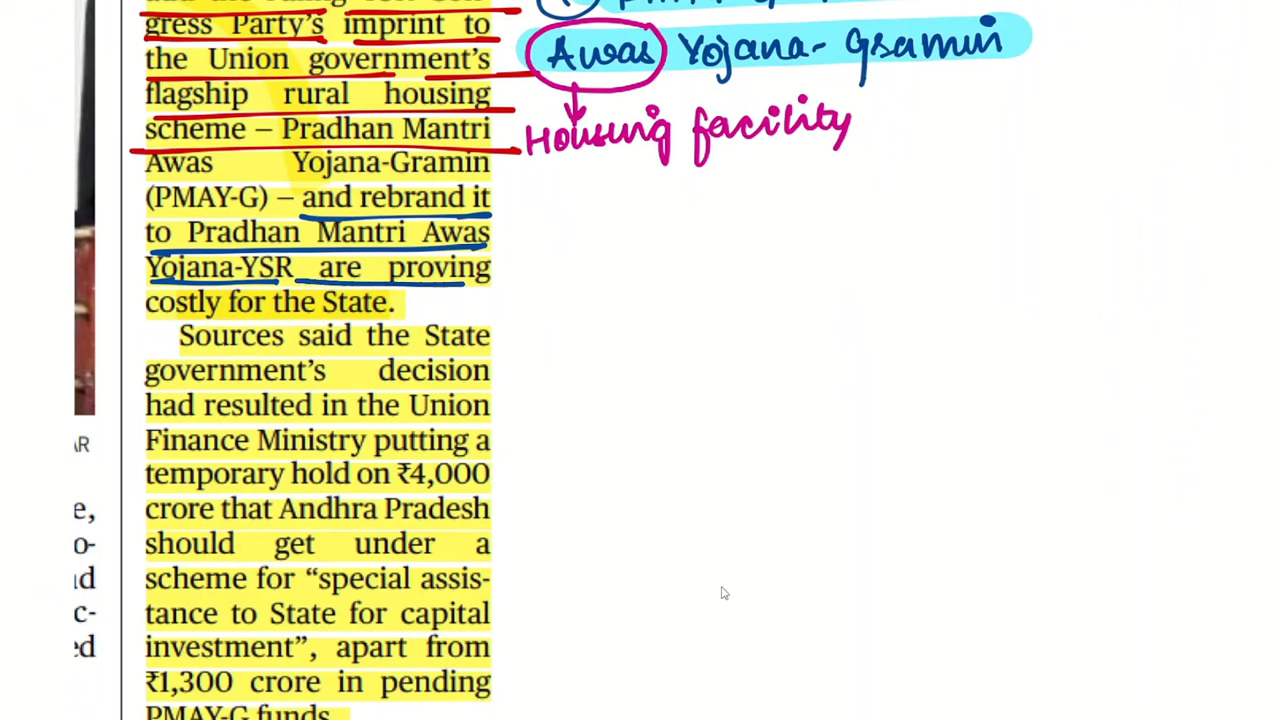 gress Party's imprint to
the Union government's
flagship rural housing
scheme – Pradhan Mantri
Awas Yojana-Gramin
(PMAY-G) – and rebrand it
to Pradhan Mantri Awas
Yojana-YSR are proving
costly for the State.
Sources said the State
government's decision
had resulted in the Union
Finance Ministry putting a
temporary hold on ₹4,000
crore that Andhra Pradesh
should get under a
scheme for “special assis-
tance to State for capital
investment”, apart from
₹1,300 crore in pending
PMAY-G funds.
Awas Yojana- Gramin
Housing facility
AR
e,
o-
c-